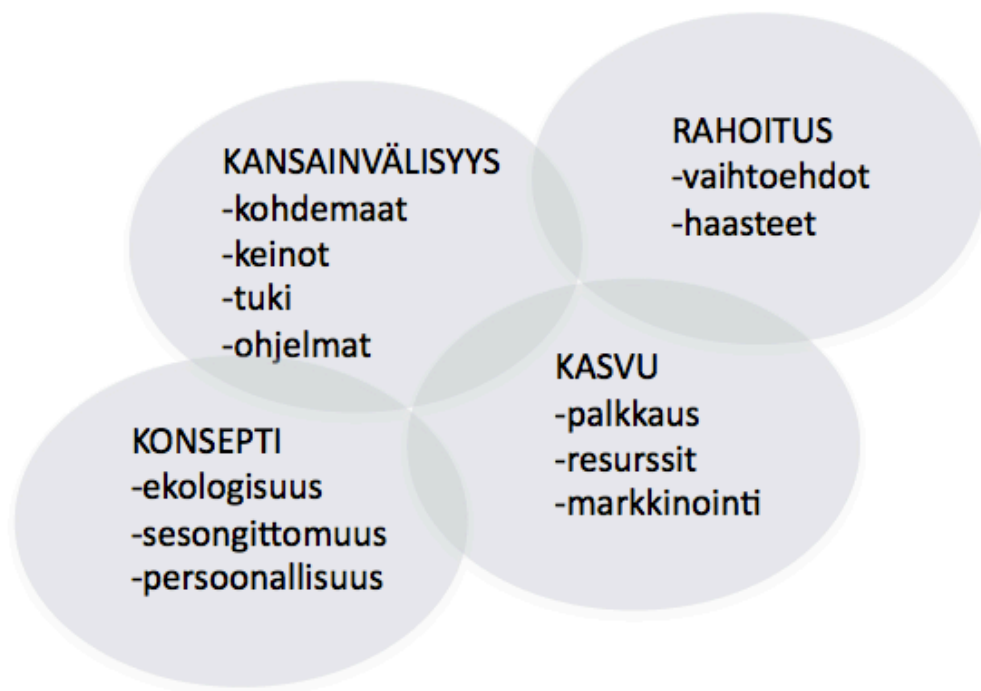 KANSAINVÄLISYYS
-kohdemaat
-keinot
-tuki
-ohjelmat
RAHOITUS
-vaihtoehdot
-haasteet
KONSEPTI
-ekologisuus
-sesongittomuus
-persoonallisuus
KASVU
-palkkaus
-resurssit
-markkinointi